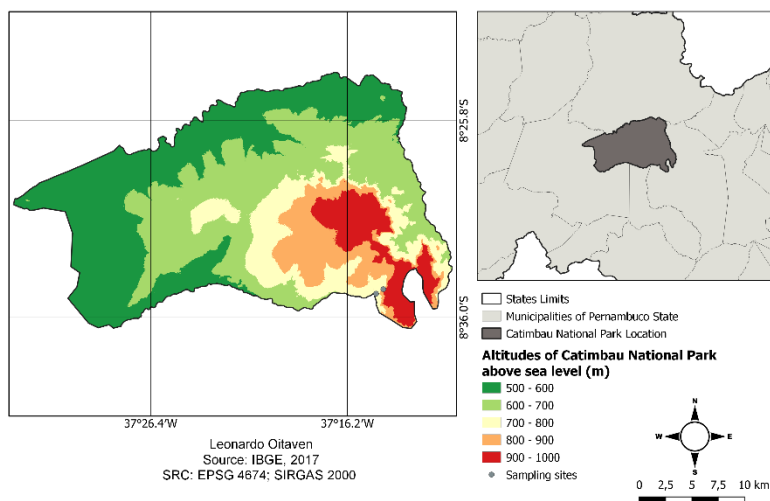 8°25.8'S
8°36.0'S
37°26.4'W
37°16.2'W
Leonardo Oitaven
Source: IBGE, 2017
SRC: EPSG 4674; SIRGAS 2000
States Limits
Municipalities of Pernambuco State
Catimbau National Park Location
Altitudes of Catimbau National Park
above sea level (m)
500 - 600
600 - 700
700 - 800
800 - 900
900 - 1000
Sampling sites
N
W
E
S
0 2,5 5 7,5 10 km